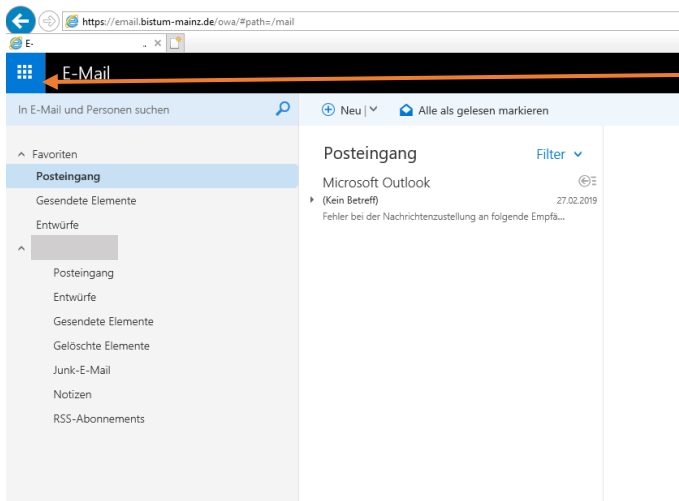 https://email.bistum-mainz.de/owa/#path=/mail
E-
E-Mail
In E-Mail und Personen suchen
Neu
Alle als gelesen markieren
Favoriten
Posteingang
Gesendete Elemente
Entwürfe
Posteingang
Entwürfe
Gesendete Elemente
Gelöschte Elemente
Junk-E-Mail
Notizen
RSS-Abonnements
Posteingang Filter
Microsoft Outlook
(Kein Betreff) 27.02.2019
Fehler bei der Nachrichtenzustellung an folgende Empfä...